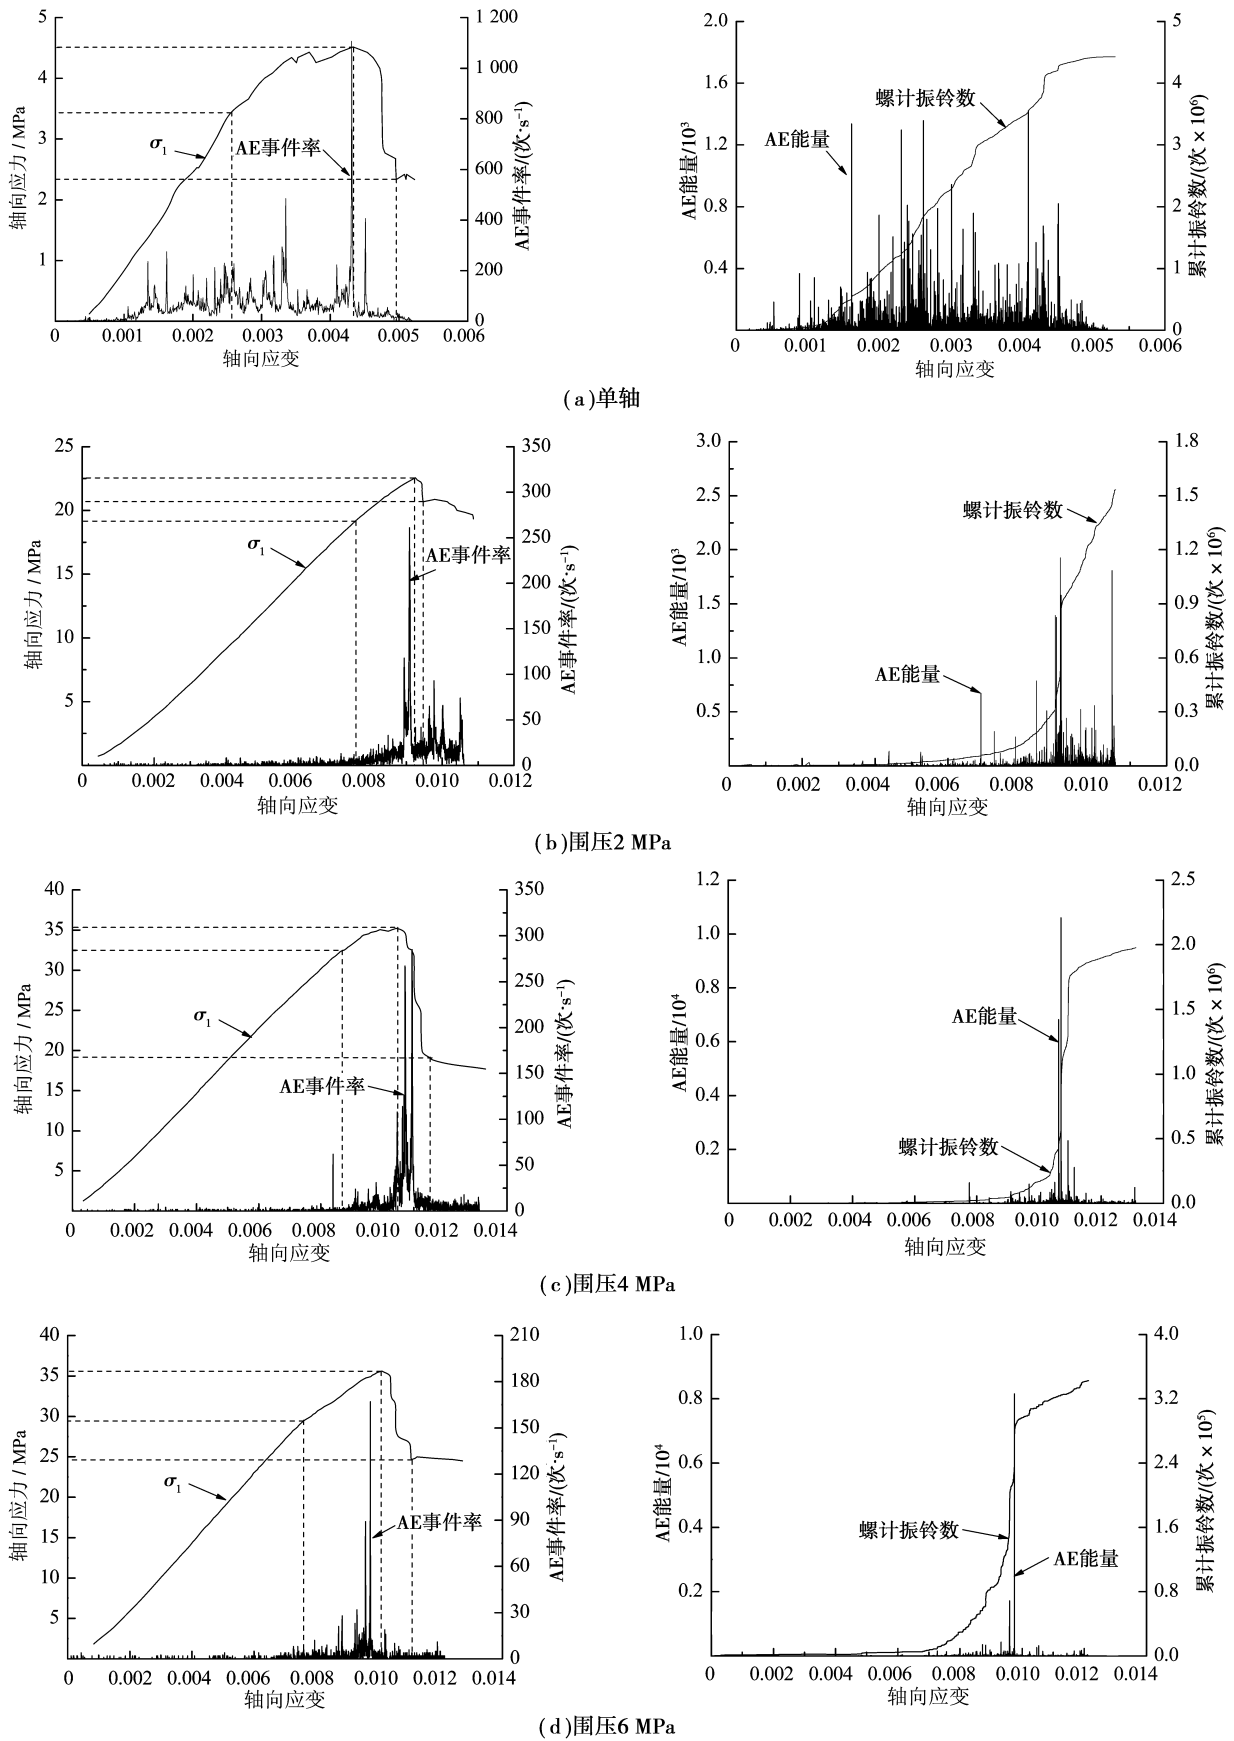 5
4
3
2
1
轴向应力 / MPa
σ1
AE事件率
1 200
1 000
800
600
400
200
0
AE事件率/(次·s⁻¹)
0 0.001 0.002 0.003 0.004 0.005 0.006
轴向应变
2.0
1.6
1.2
0.8
0.4
AE能量/10³
AE能量
螺计振铃数
5
4
3
2
1
0
累计振铃数/(次×10⁶)
0 0.001 0.002 0.003 0.004 0.005 0.006
轴向应变
(a)单轴
25
20
15
10
5
轴向应力 / MPa
σ1
AE事件率
350
300
250
200
150
100
50
0
AE事件率/(次·s⁻¹)
0 0.002 0.004 0.006 0.008 0.010 0.012
轴向应变
3.0
2.5
2.0
1.5
1.0
0.5
AE能量/10³
螺计振铃数
AE能量
1.8
1.5
1.2
0.9
0.6
0.3
0.0
累计振铃数/(次×10⁶)
0 0.002 0.004 0.006 0.008 0.010 0.012
轴向应变
(b)围压2 MPa
40
35
30
25
20
15
10
5
轴向应力 / MPa
σ1
AE事件率
350
300
250
200
150
100
50
0
AE事件率/(次·s⁻¹)
0 0.002 0.004 0.006 0.008 0.010 0.012 0.014
轴向应变
1.2
1.0
0.8
0.6
0.4
0.2
AE能量/10⁴
AE能量
螺计振铃数
2.5
2.0
1.5
1.0
0.5
0.0
累计振铃数/(次×10⁶)
0 0.002 0.004 0.006 0.008 0.010 0.012 0.014
轴向应变
(c)围压4 MPa
40
35
30
25
20
15
10
5
轴向应力 / MPa
σ1
AE事件率
210
180
150
120
90
60
30
0
AE事件率/(次·s⁻¹)
0 0.002 0.004 0.006 0.008 0.010 0.012 0.014
轴向应变
1.0
0.8
0.6
0.4
0.2
AE能量/10⁴
螺计振铃数
AE能量
4.0
3.2
2.4
1.6
0.8
0.0
累计振铃数/(次×10⁵)
0 0.002 0.004 0.006 0.008 0.010 0.012 0.014
轴向应变
(d)围压6 MPa